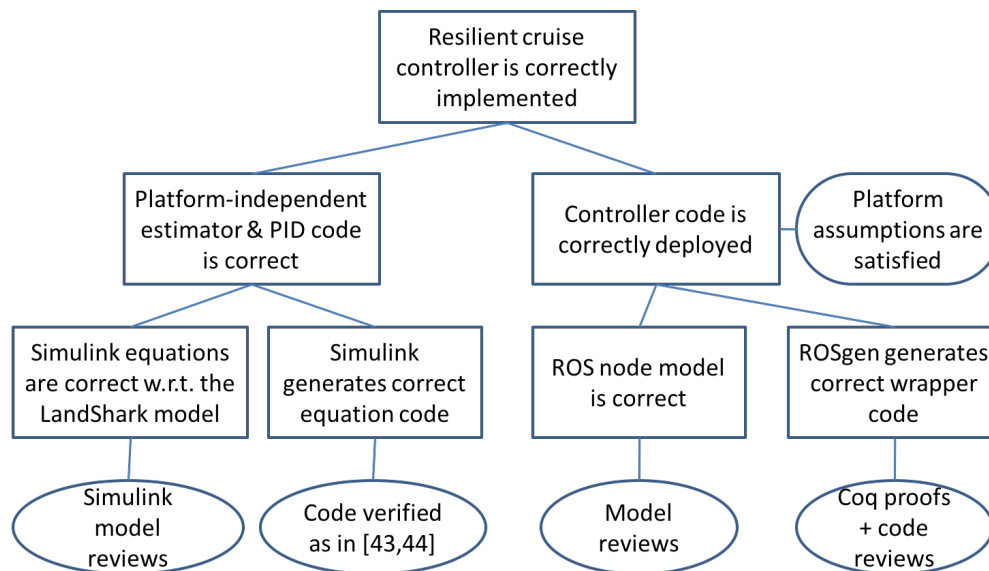 Resilient cruise
controller is correctly
implemented
Platform-independent
estimator & PID code
is correct
Controller code is
correctly deployed
Platform
assumptions are
satisfied
Simulink equations
are correct w.r.t. the
LandShark model
Simulink
generates correct
equation code
ROS node model
is correct
ROSgen generates
correct wrapper
code
Simulink
model
reviews
Code verified
as in [43,44]
Model
reviews
Coq proofs
+ code
reviews